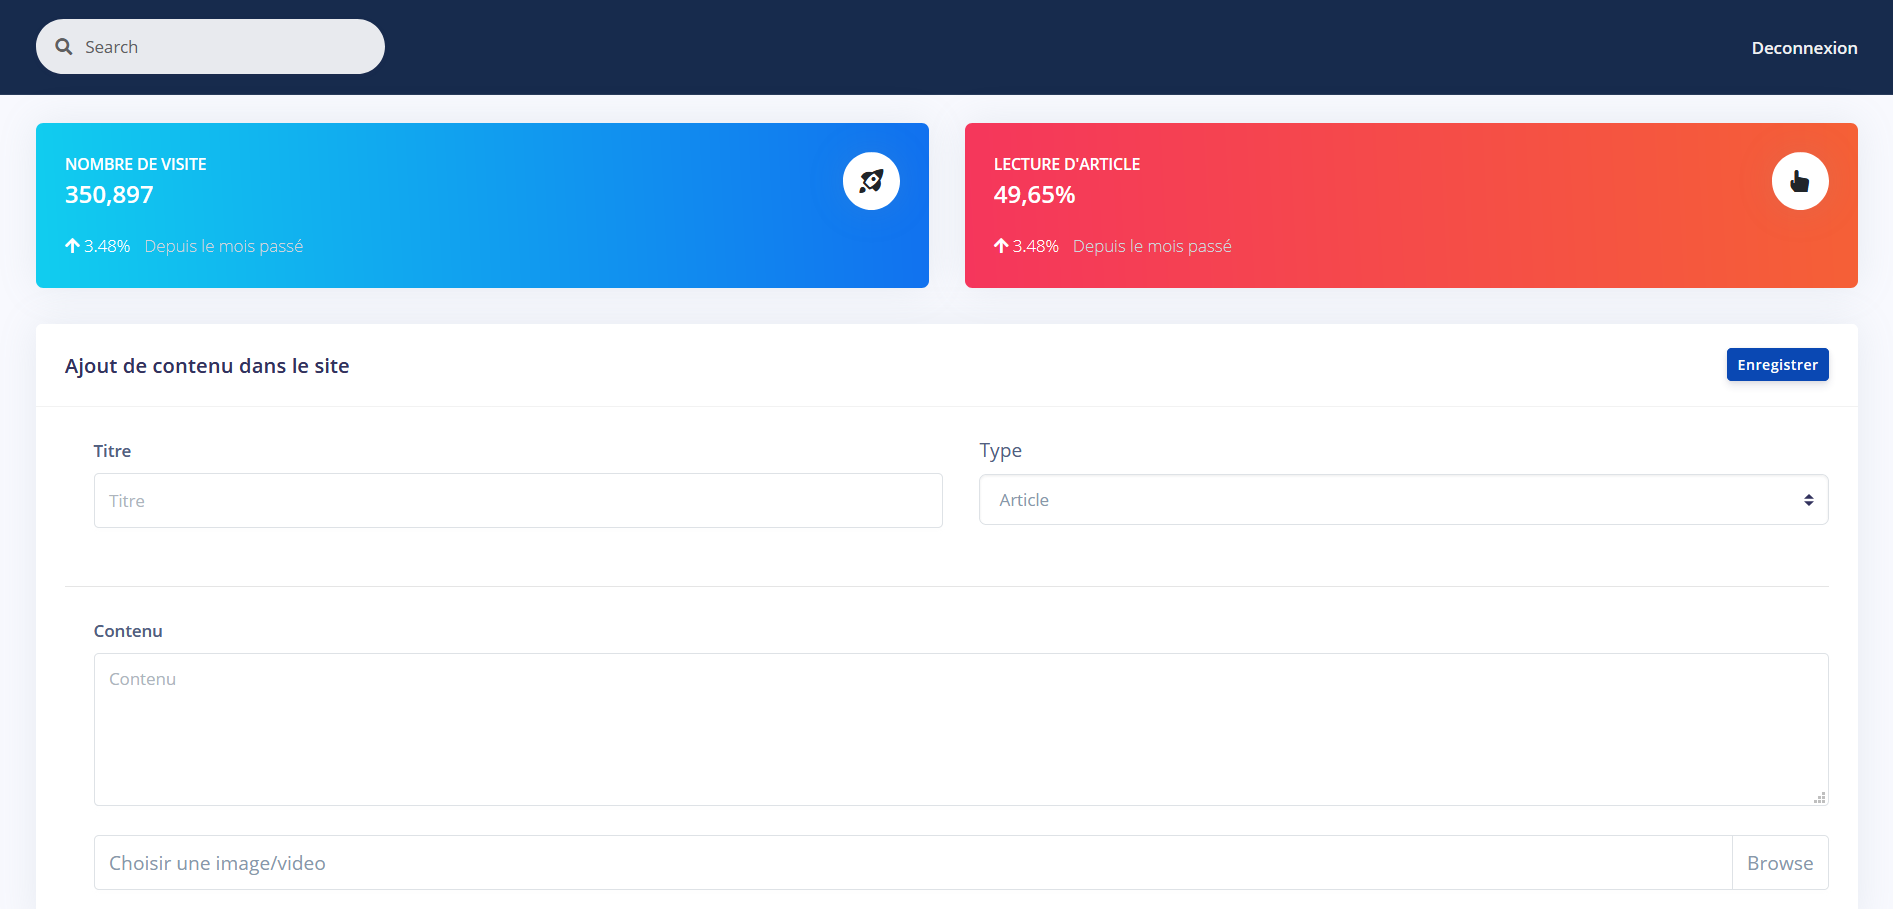 Search
Deconnexion
NOMBRE DE VISITE
350,897
3.48% Depuis le mois passé
LECTURE D'ARTICLE
49,65%
3.48% Depuis le mois passé
Ajout de contenu dans le site
Enregistrer
Titre
Titre
Type
Article
Contenu
Contenu
Choisir une image/video
Browse